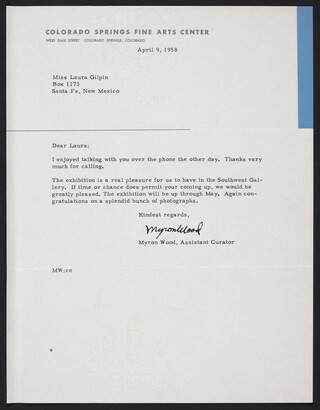 COLORADO SPRINGS FINE ARTS CENTER
WEST DALE STREET COLORADO SPRINGS, COLORADO
April 9, 1958
Miss Laura Gilpin
Box 1173
Santa Fe, New Mexico
Dear Laura:
I enjoyed talking with you over the phone the other day. Thanks very
much for calling.
The exhibition is a real pleasure for us to have in the Southwest Gal-
lery. If time or chance does permit your coming up, we would be
greatly pleased. The exhibition will be up through May. Again con-
gratulations on a splendid bunch of photographs.
Kindest regards,
Myron Wood
Myron Wood, Assistant Curator
MW:re